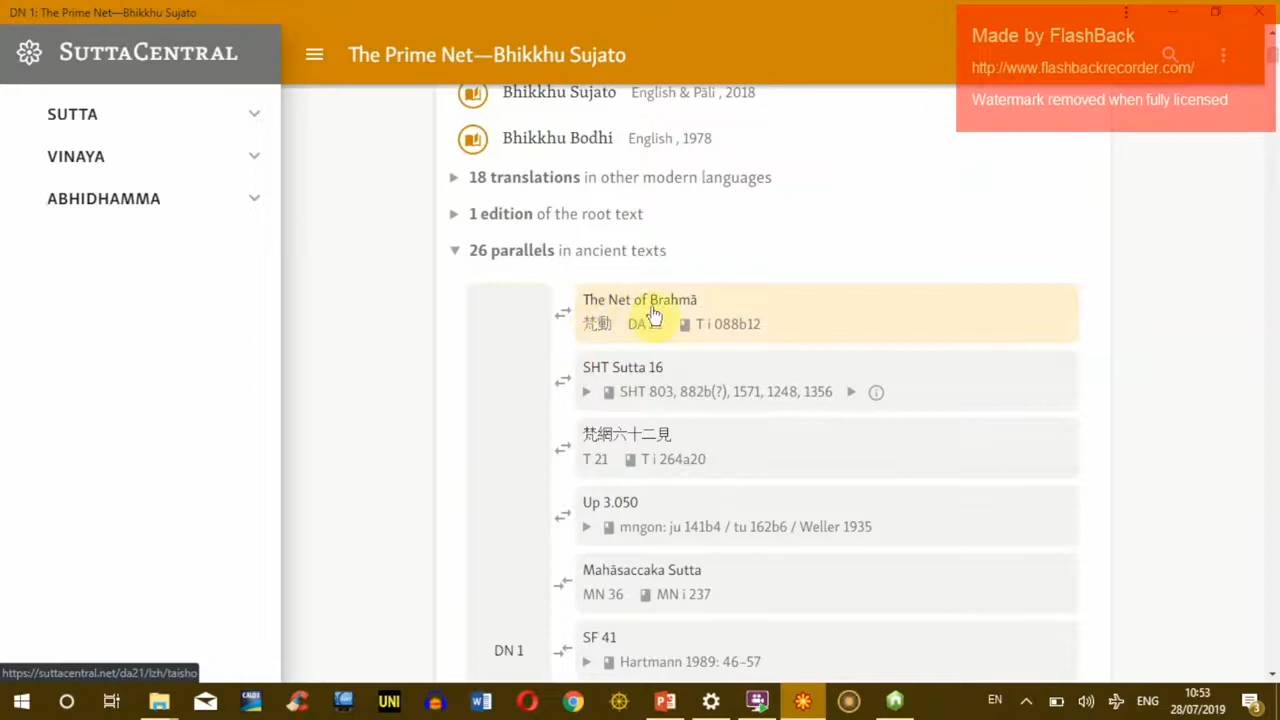 DN 1: The Prime Net—Bhikkhu Sujato
SUTTACENTRAL
The Prime Net—Bhikkhu Sujato
Made by FlashBack
http://www.flashbackrecorder.com/
Watermark removed when fully licensed
SUTTA
VINAYA
ABHIDHAMMA
Bhikkhu Sujato English & Pāli , 2018
Bhikkhu Bodhi English , 1978
18 translations in other modern languages
1 edition of the root text
26 parallels in ancient texts
The Net of Brahmā
梵動 DA T i 088b12
SHT Sutta 16
SHT 803, 882b(?), 1571, 1248, 1356
梵網六十二見
T 21 T i 264a20
Up 3.050
mngon: ju 141b4 / tu 162b6 / Weller 1935
Mahāsaccaka Sutta
MN 36 MN i 237
SF 41
DN 1
Hartmann 1989: 46–57
https://suttacentral.net/da21/lzh/taisho
UNI
EN
ENG
10:53
28/07/2019
3